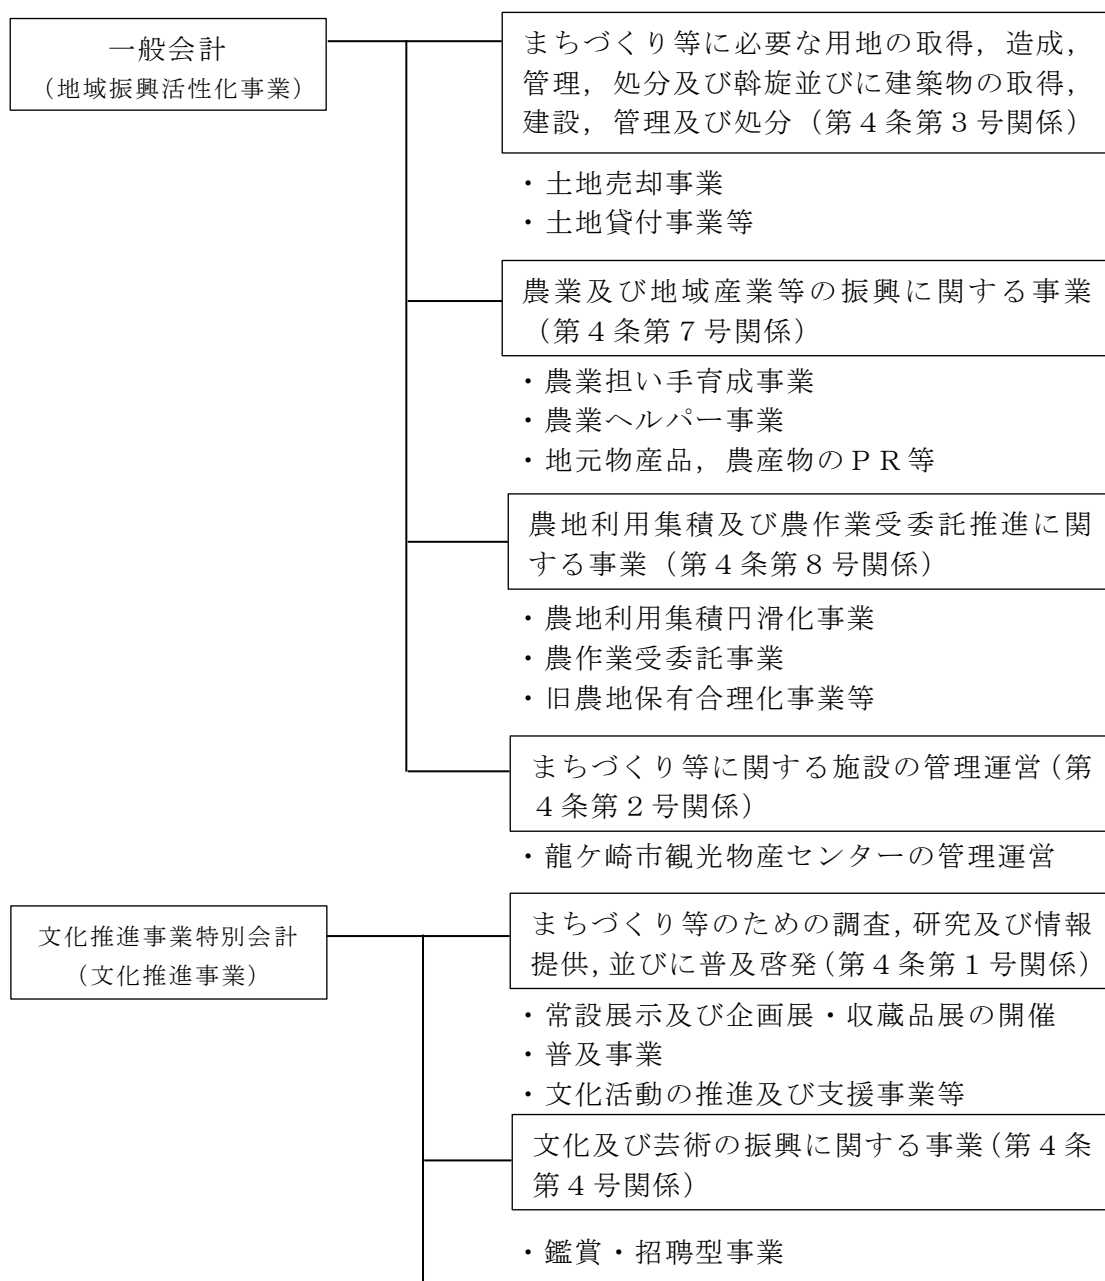 一般会計
（地域振興活性化事業）
まちづくり等に必要な用地の取得，造成，
管理，処分及び斡旋並びに建築物の取得，
建設，管理及び処分（第４条第３号関係）
・土地売却事業
・土地貸付事業等
農業及び地域産業等の振興に関する事業
（第４条第７号関係）
・農業担い手育成事業
・農業ヘルパー事業
・地元物産品，農産物のＰＲ等
農地利用集積及び農作業受委託推進に関
する事業（第４条第８号関係）
・農地利用集積円滑化事業
・農作業受委託事業
・旧農地保有合理化事業等
まちづくり等に関する施設の管理運営（第
４条第２号関係）
・龍ケ崎市観光物産センターの管理運営
文化推進事業特別会計
（文化推進事業）
まちづくり等のための調査，研究及び情報
提供，並びに普及啓発（第４条第１号関係）
・常設展示及び企画展・収蔵品展の開催
・普及事業
・文化活動の推進及び支援事業等
文化及び芸術の振興に関する事業（第４条
第４号関係）
・鑑賞・招聘型事業